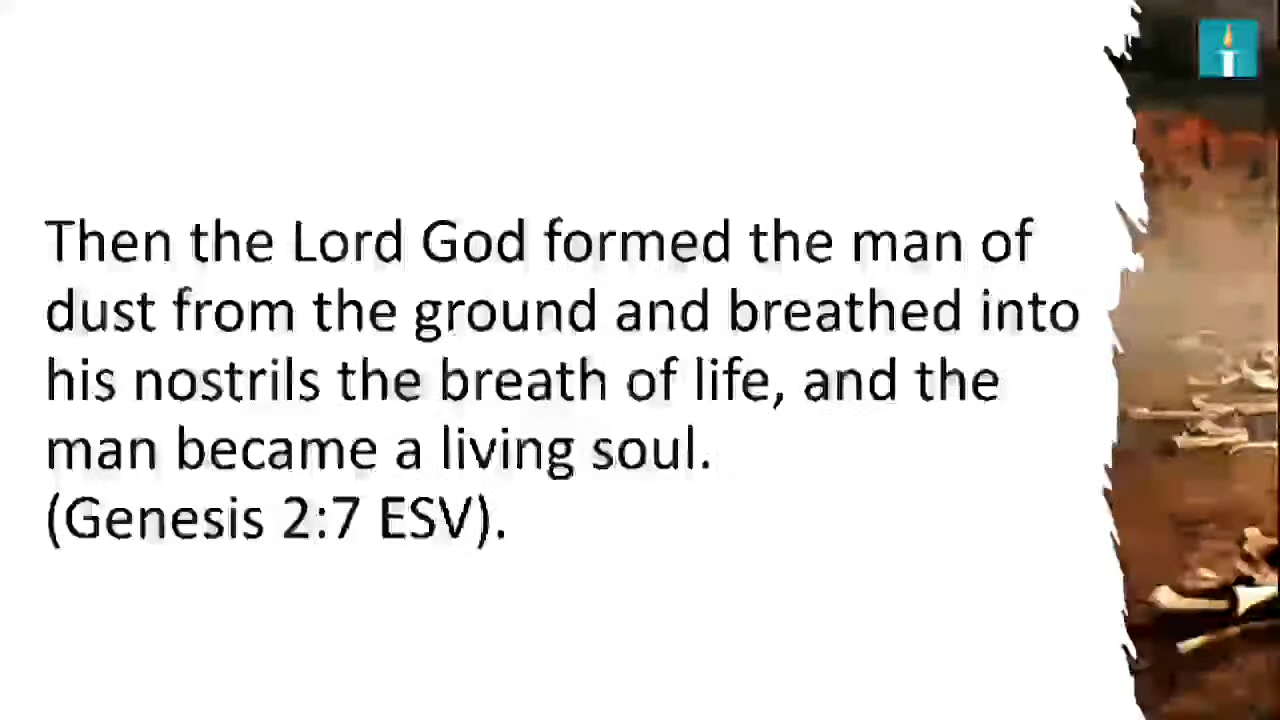 Then the Lord God formed the man of
dust from the ground and breathed into
his nostrils the breath of life, and the
man became a living soul.
(Genesis 2:7 ESV).